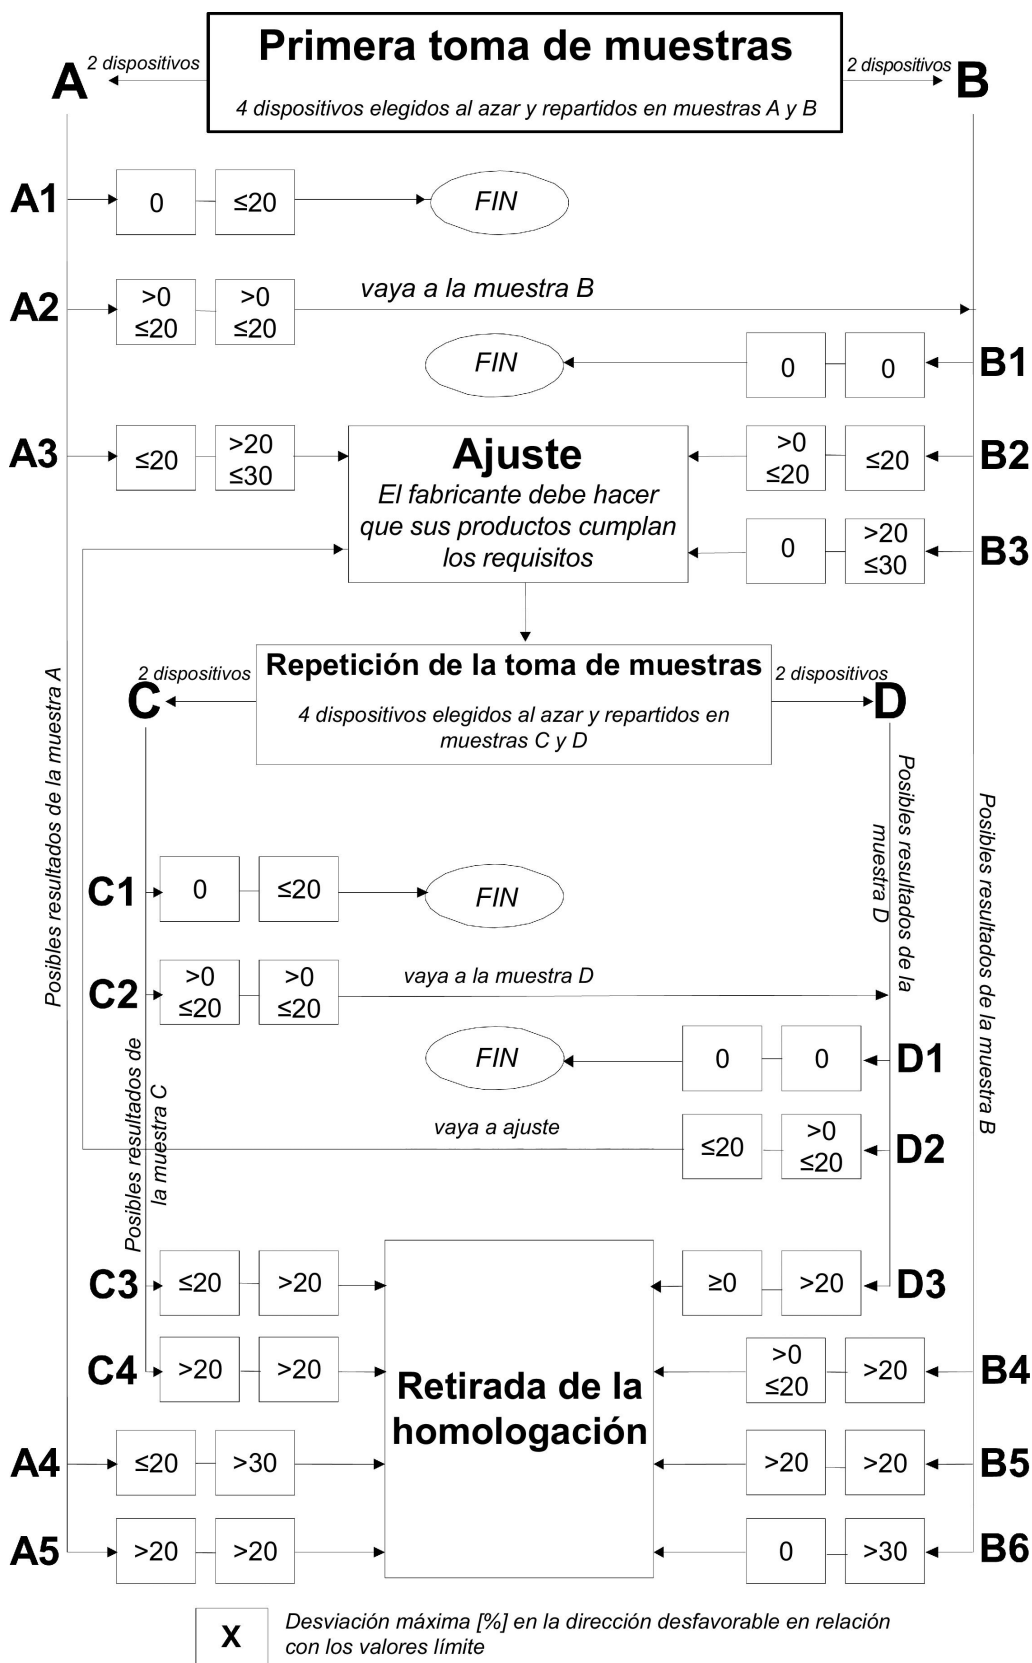 Primera toma de muestras
4 dispositivos elegidos al azar y repartidos en muestras A y B
A
2 dispositivos
2 dispositivos
B
A1
0
≤20
FIN
A2
>0
≤20
>0
≤20
vaya a la muestra B
FIN
0
0
B1
A3
≤20
>20
≤30
Ajuste
El fabricante debe hacer
que sus productos cumplan
los requisitos
>0
≤20
≤20
B2
0
>20
≤30
B3
Repetición de la toma de muestras
4 dispositivos elegidos al azar y repartidos en
muestras C y D
C
2 dispositivos
2 dispositivos
D
Posibles resultados de la muestra A
Posibles resultados de la
muestra D
Posibles resultados de la muestra B
C1
0
≤20
FIN
C2
>0
≤20
>0
≤20
vaya a la muestra D
Posibles resultados de
la muestra C
FIN
0
0
D1
vaya a ajuste
≤20
>0
≤20
D2
C3
≤20
>20
≥0
>20
D3
C4
>20
>20
Retirada de la
homologación
>0
≤20
>20
B4
A4
≤20
>30
>20
>20
B5
A5
>20
>20
0
>30
B6
X
Desviación máxima [%] en la dirección desfavorable en relación
con los valores límite